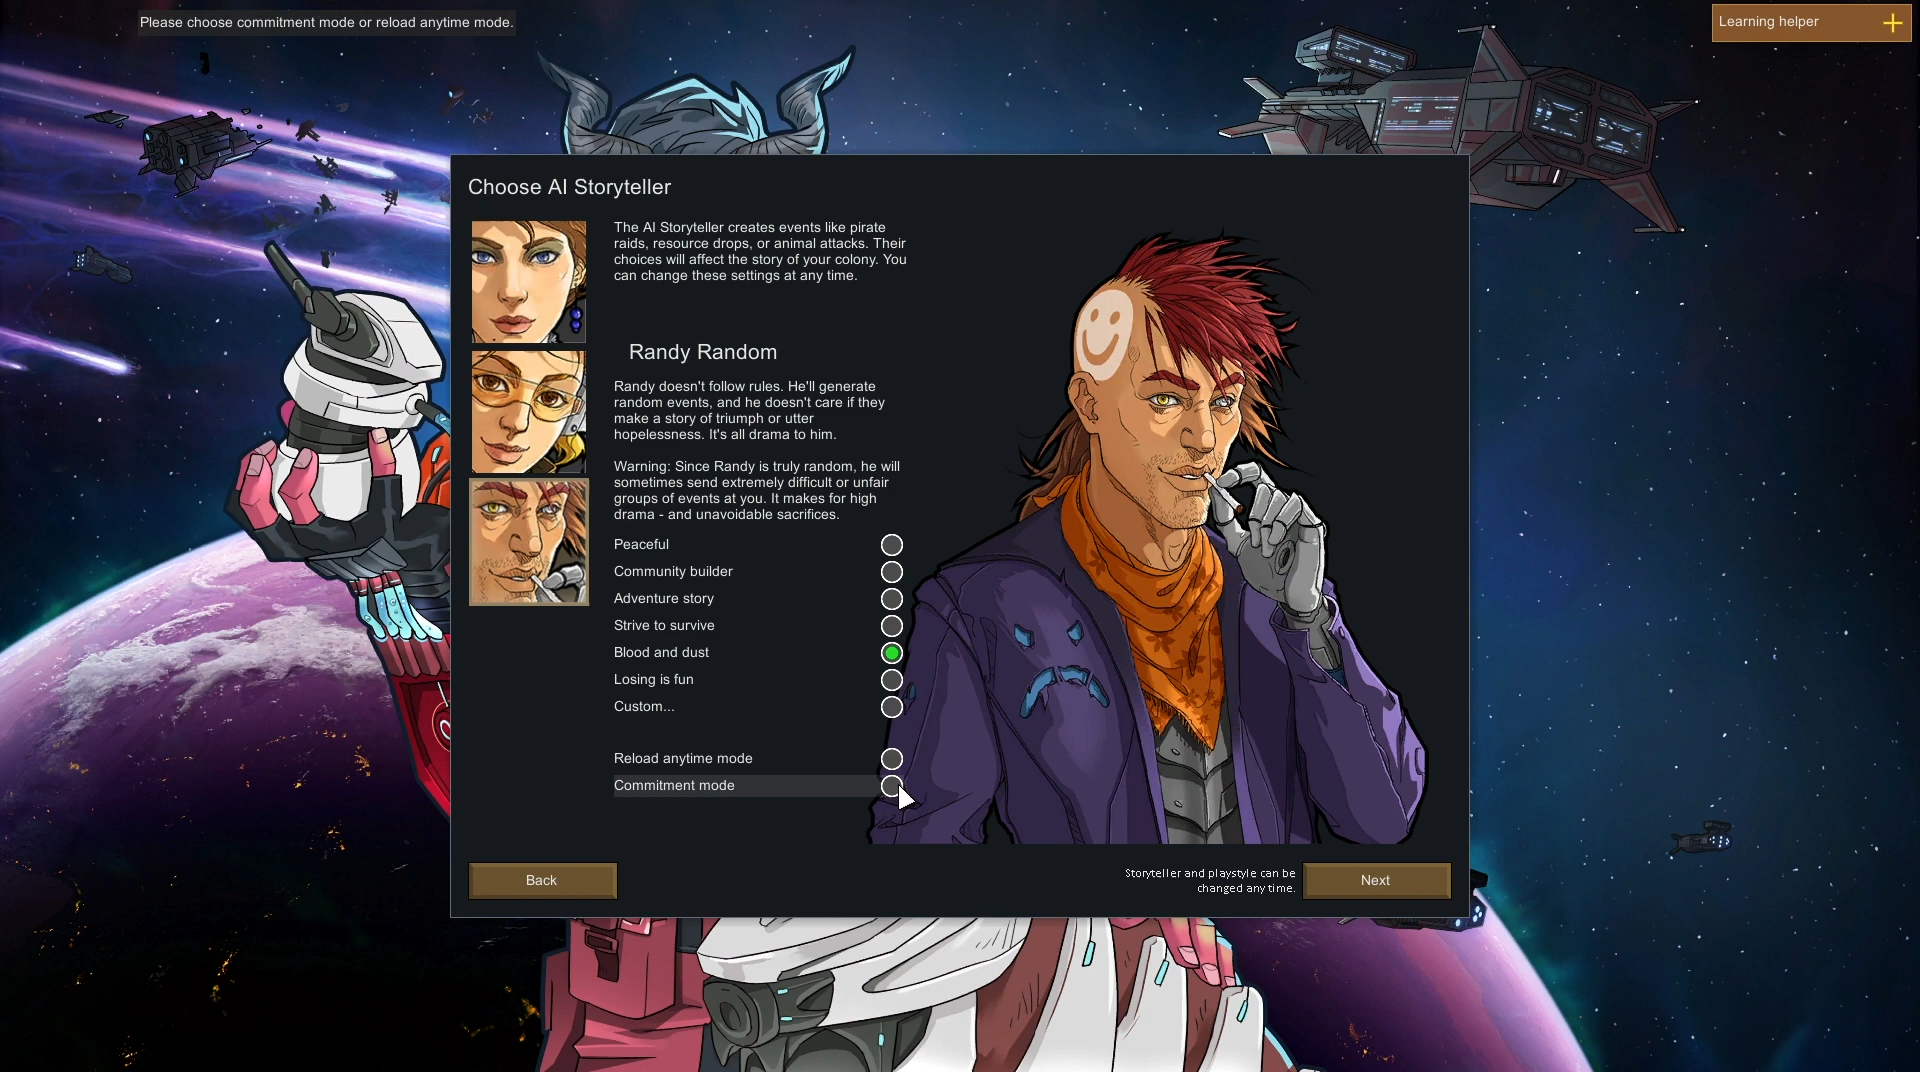 Please choose commitment mode or reload anytime mode.
Learning helper
Choose AI Storyteller
The AI Storyteller creates events like pirate
raids, resource drops, or animal attacks. Their
choices will affect the story of your colony. You
can change these settings at any time.
Randy Random
Randy doesn't follow rules. He'll generate
random events, and he doesn't care if they
make a story of triumph or utter
hopelessness. It's all drama to him.
Warning: Since Randy is truly random, he will
sometimes send extremely difficult or unfair
groups of events at you. It makes for high
drama - and unavoidable sacrifices.
Peaceful
Community builder
Adventure story
Strive to survive
Blood and dust
Losing is fun
Custom...
Reload anytime mode
Commitment mode
Back
Storyteller and playstyle can be
changed any time.
Next